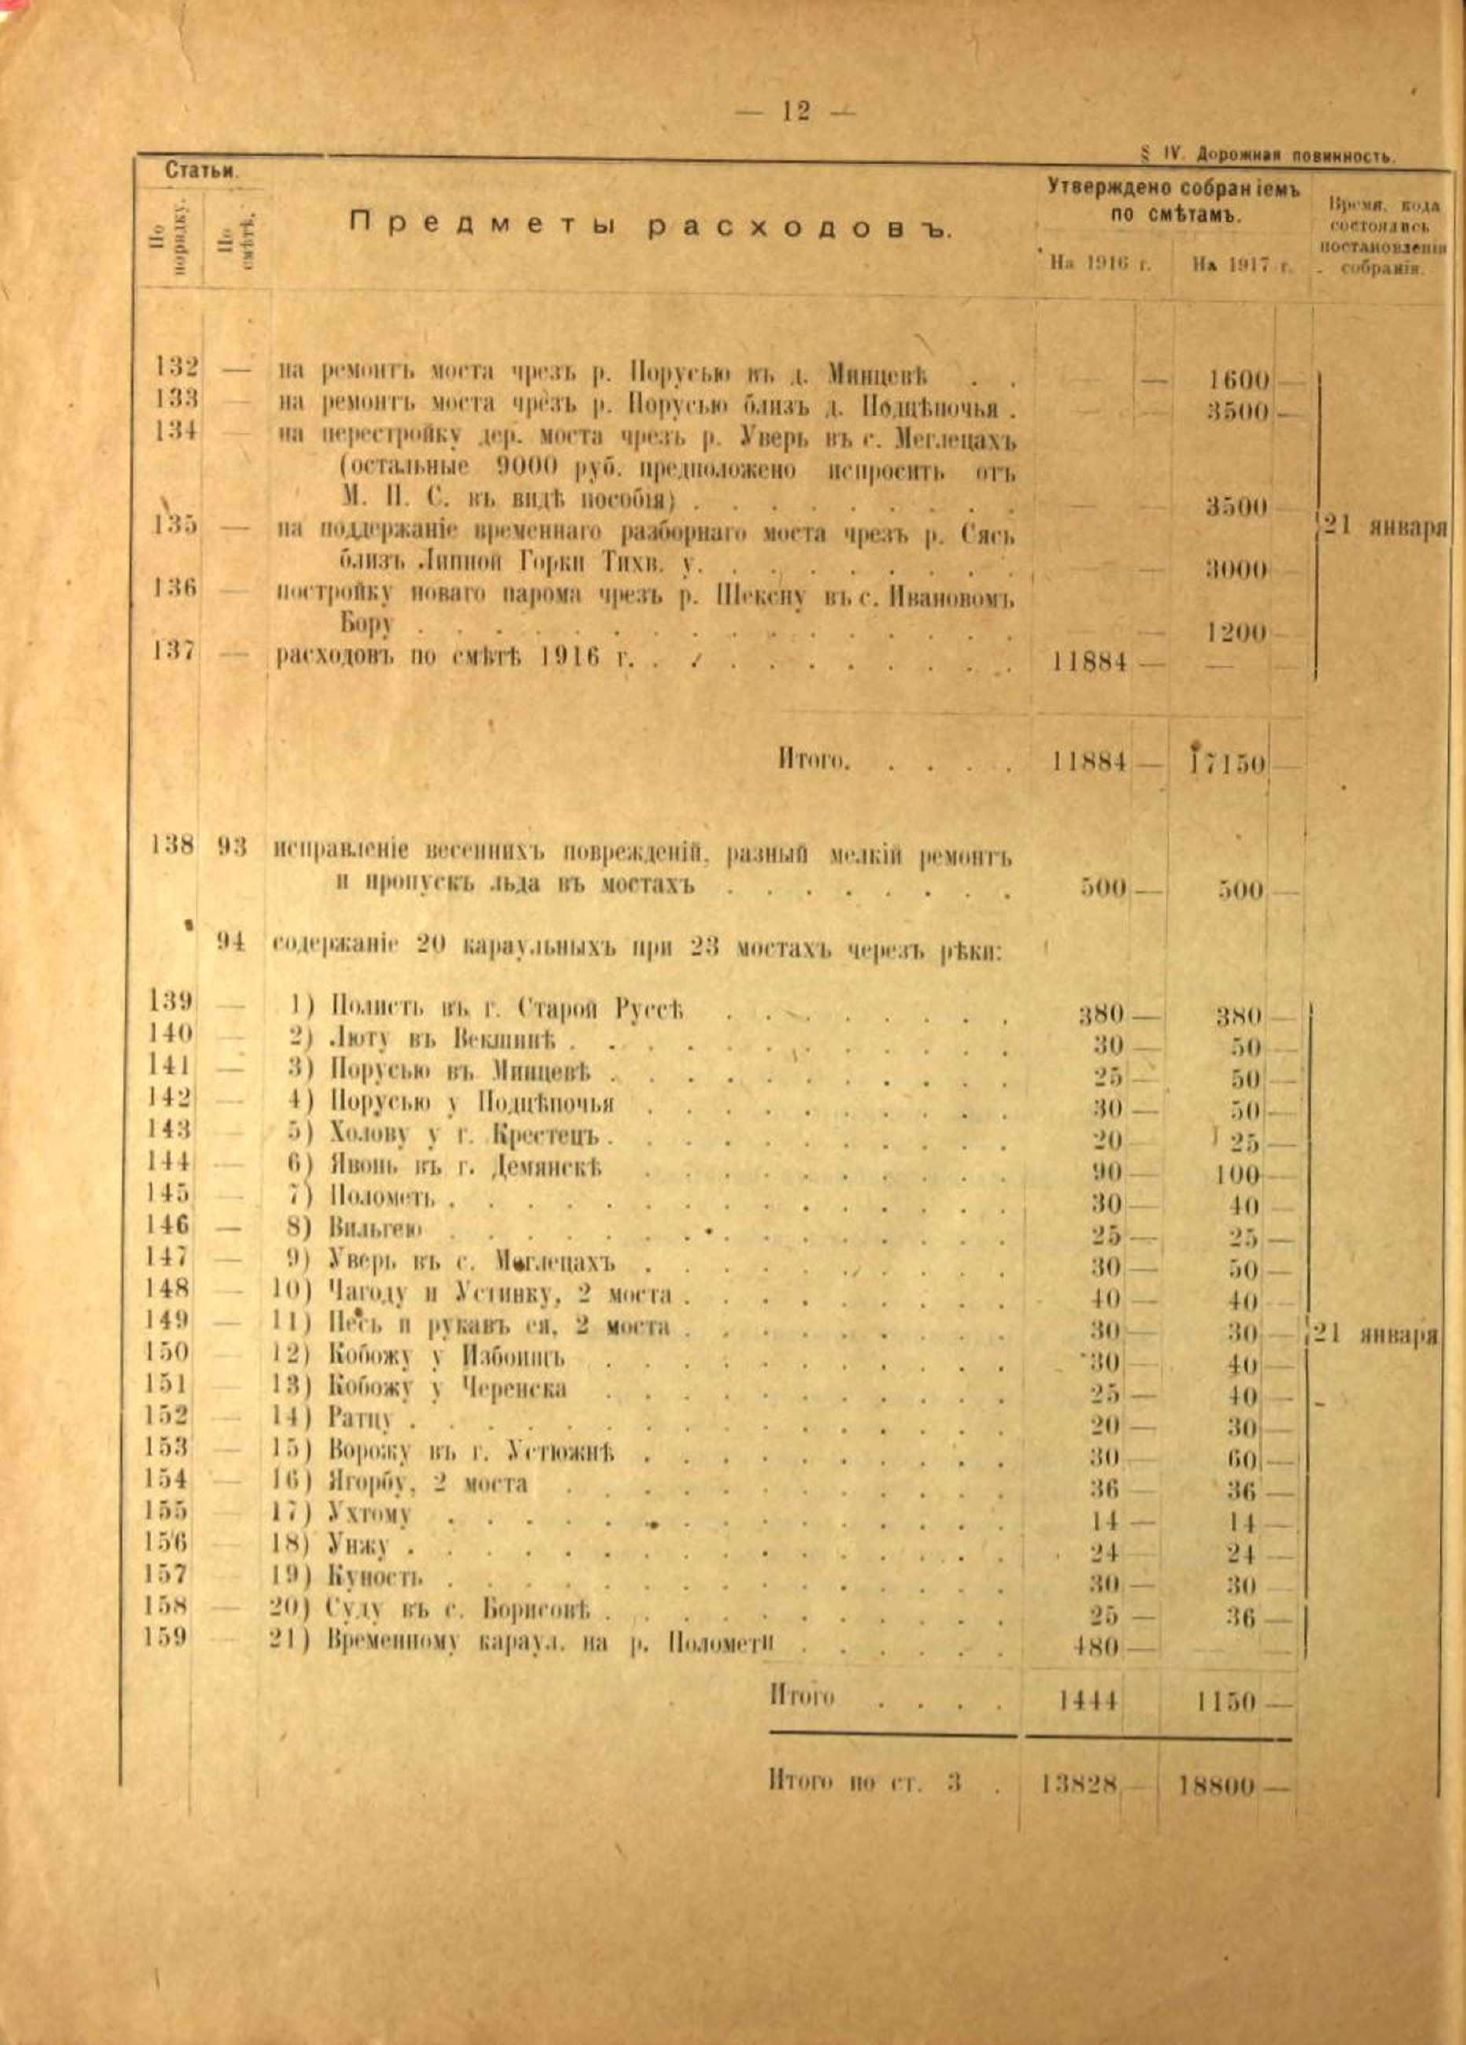 — 12 —
§ IV. Дорожная повинность.
Статьи.
По порядку.
По смѣтѣ.
Предметы расходовъ.
Утверждено собраніемъ
по смѣтамъ.
На 1916 г. На 1917 г.
Время, когда
состоялись
постановленія
собранія.
132 — на ремонтъ моста чрезъ р. Порусью въ д. Минцевѣ . . — 1600 —
133 — на ремонтъ моста чрезъ р. Порусью близъ д. Подцѣпочья . — — 3500 —
134 — на перестройку дер. моста чрезъ р. Уверь въ с. Меглецахъ
(остальные 9000 руб. предположено испросить отъ
М. П. С. въ видѣ пособія) . . . . . . . . . — — 3500
135 — на поддержаніе временнаго разборнаго моста чрезъ р. Сясь 21 января
близъ Липной Горки Тихв. у. . . . . . . . . — — 3000 —
136 — постройку новаго парома чрезъ р. Шексну въ с. Ивановомъ
Бору . . . . . . . . . . . . . . . . — — 1200 —
137 — расходовъ по смѣтѣ 1916 г. . . . . . . . . . . 11884 — — —
Итого. . . . . 11884 — 17150 —
138 93 исправленіе весеннихъ поврежденій, разный мелкій ремонтъ
и пропускъ льда въ мостахъ . . . . . . . . 500 — 500 —
94 содержаніе 20 караульныхъ при 23 мостахъ черезъ рѣки:
139 — 1) Полисть въ г. Старой Руссѣ . . . . . . . . 380 — 380 —
140 — 2) Люту въ Векшинѣ . . . . . . . . . . . . 30 — 50 —
141 — 3) Порусью въ Минцевѣ . . . . . . . . . . . 25 — 50 —
142 — 4) Порусью у Подцѣпочья . . . . . . . . . . 30 — 50 —
143 — 5) Холову у г. Крестецъ . . . . . . . . . . . 20 25 —
144 — 6) Явонь въ г. Демянскѣ . . . . . . . . . . 90 — 100 —
145 — 7) Полометь . . . . . . . . . . . . . . . 30 — 40 —
146 — 8) Вильгею . . . . . . . . . . . . . . . 25 — 25 —
147 — 9) Уверь въ с. Меглецахъ . . . . . . . . . . 30 — 50 —
148 — 10) Чагоду и Устинку, 2 моста . . . . . . . . . 40 — 40 —
149 — 11) Песь и рукавъ ея, 2 моста . . . . . . . . . 30 — 30 — 21 января
150 — 12) Кобожу у Избоищъ . . . . . . . . . . . 30 — 40 —
151 — 13) Кобожу у Черенска . . . . . . . . . . . 25 — 40 —
152 — 14) Ратцу . . . . . . . . . . . . . . . . 20 — 30 —
153 — 15) Ворожу въ г. Устюжнѣ . . . . . . . . . . 30 — 60 —
154 — 16) Ягорбу, 2 моста . . . . . . . . . . . . 36 — 36 —
155 — 17) Ухтому . . . . . . . . . . . . . . . 14 — 14 —
156 — 18) Унжу . . . . . . . . . . . . . . . . 24 24 —
157 — 19) Куность . . . . . . . . . . . . . . . 30 — 30 —
158 — 20) Суду въ с. Борисовѣ . . . . . . . . . . . 25 — 36 —
159 — 21) Временному караул. на р. Поломети . . . . . . 480 — — —
Итого . . . . 1444 1150 —
Итого по ст. 3 . 13828 — 18800 —